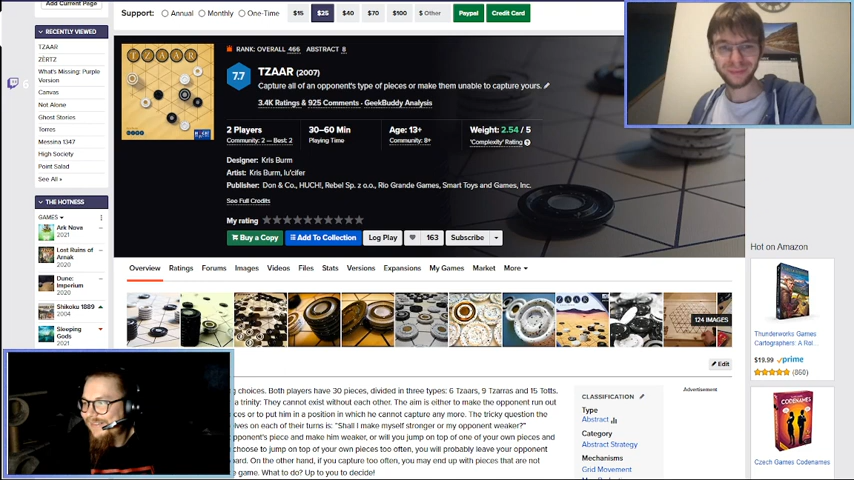 Add Current Page
Support:
Annual
Monthly
One-Time
$15
$25
$40
$70
$100
$ Other
Paypal
Credit Card
RECENTLY VIEWED
TZAAR
ZÈRTZ
What's Missing: Purple
Version
Canvas
Not Alone
Ghost Stories
Torres
Messina 1347
High Society
Point Salad
See All »
THE HOTNESS
GAMES
Ark Nova
2021
Lost Ruins of
Arnak
2020
Dune:
Imperium
2020
Shikoku 1889
2004
Sleeping
Gods
2021
TZAAR
RANK: OVERALL 466 ABSTRACT 8
7.7
TZAAR (2007)
Capture all of an opponent's type of pieces or make them unable to capture yours.
3.4K Ratings & 925 Comments · GeekBuddy Analysis
2 Players
Community: 2 — Best: 2
30–60 Min
Playing Time
Age: 13+
Community: 8+
Weight: 2.54 / 5
'Complexity' Rating
Designer: Kris Burm
Artist: Kris Burm, lu'cifer
Publisher: Don & Co., HUCH!, Rebel Sp. z o.o., Rio Grande Games, Smart Toys and Games, Inc.
See Full Credits
My rating
Buy a Copy
Add To Collection
Log Play
163
Subscribe
Overview
Ratings
Forums
Images
Videos
Files
Stats
Versions
Expansions
My Games
Market
More
124 IMAGES
Edit
g choices. Both players have 30 pieces, divided in three types: 6 Tzaars, 9 Tzarras and 15 Totts.
a trinity: They cannot exist without each other. The aim is either to make the opponent run out
ces or to put him in a position in which he cannot capture any more. The tricky question the
elves on each of their turns is: "Shall I make myself stronger or my opponent weaker?"
pponent's piece and make him weaker, or will you jump on top of one of your own pieces and
choose to jump on top of your own pieces too often, you will probably leave your opponent
ard. On the other hand, if you capture too often, you may end up with pieces that are not
e game. What to do? Up to you to decide!
CLASSIFICATION
Type
Abstract
Category
Abstract Strategy
Mechanisms
Grid Movement
Advertisement
Hot on Amazon
Thunderworks Games
Cartographers: A Rol...
$19.99 prime
(860)
CODENAMES
Czech Games Codenames